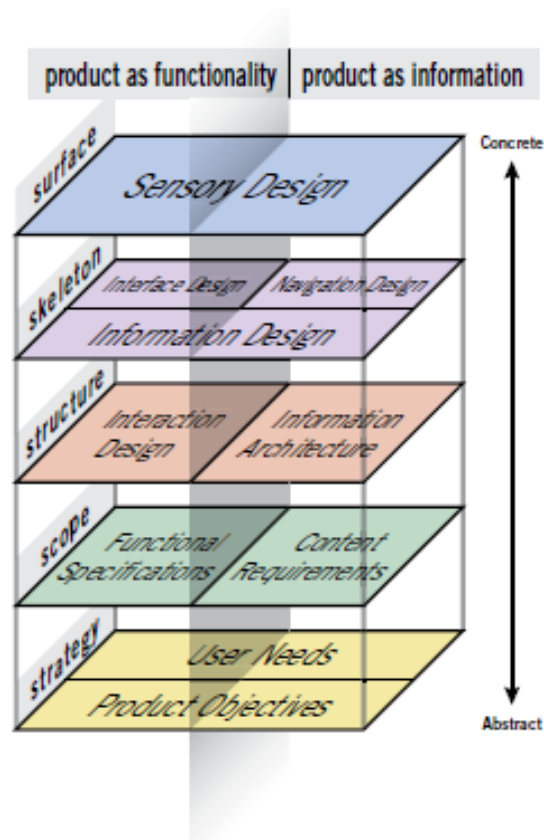 product as functionality | product as information
Concrete
surface
Sensory Design
skeleton
Interface Design
Navigation Design
Information Design
structure
Interaction
Design
Information
Architecture
scope
Functional
Specifications
Content
Requirements
strategy
User Needs
Product Objectives
Abstract